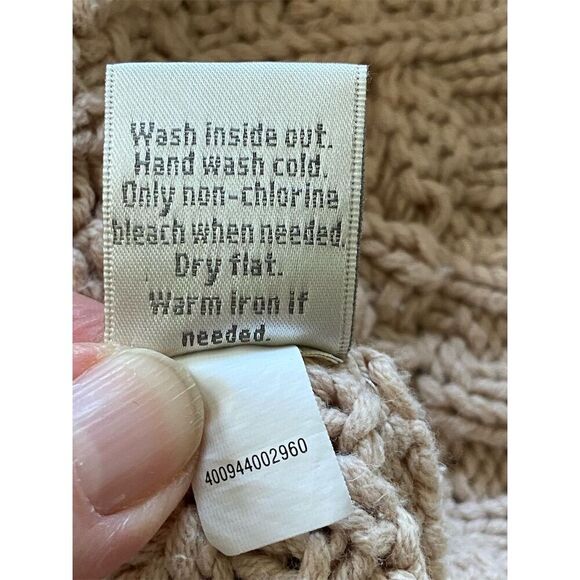 Wash inside out.
Hand wash cold.
Only non-chlorine
bleach when needed.
Dry flat.
Warm iron if
needed.
400944002960